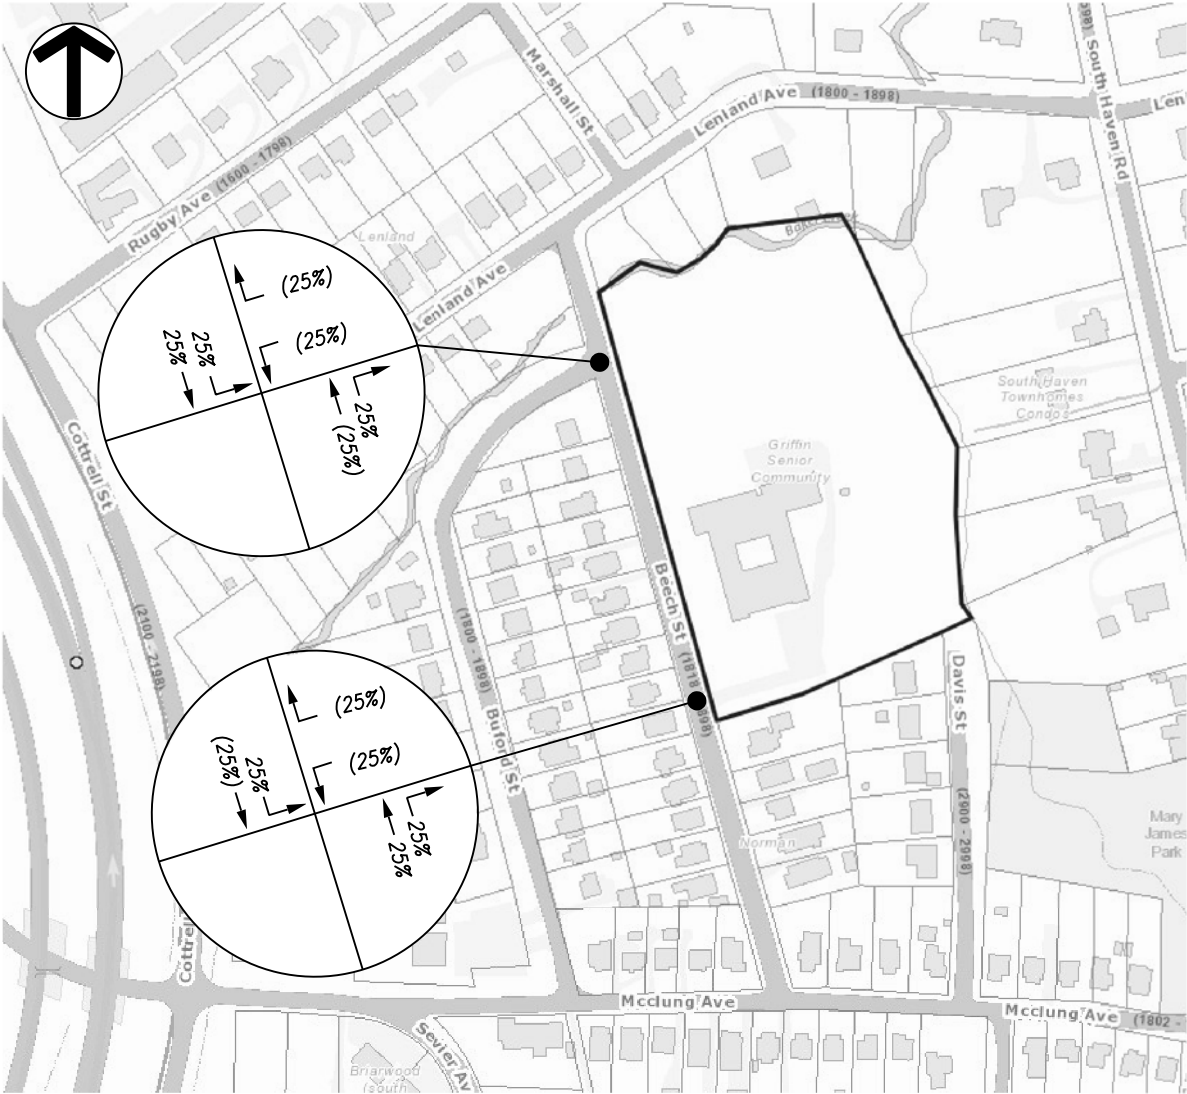 Marshall St
Lenland Ave
(1800 - 1898)
South Haven Rd
Rugby Ave
(1600 - 1798)
Lenland
Lenland Ave
(25%)
(25%)
25%
25%
25%
(25%)
Cottrell St
South Haven
Townhomes
Condos
Griffin
Senior
Community
Beech St
(2100 - 2198)
(1800 - 1898)
Buford St
Davis St
(2900 - 2998)
(25%)
(25%)
(25%)
25%
25%
25%
Norman
Mary
James
Park
Mcclung Ave
Mcclung Ave
(1802 -
Sevier Av
Briarwood
(south